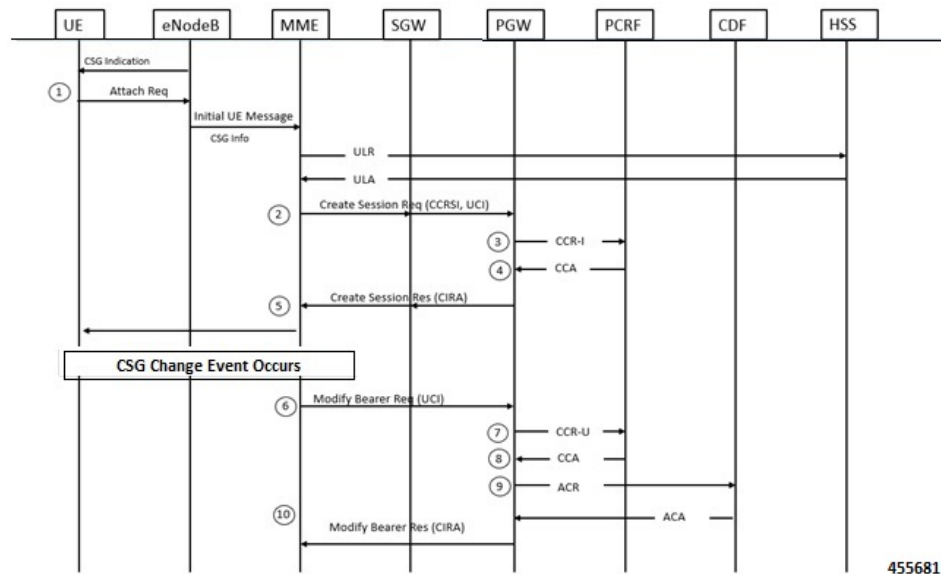 UE eNodeB MME SGW PGW PCRF CDF HSS
CSG Indication
1 Attach Req
Initial UE Message
CSG Info
ULR
ULA
2 Create Session Req (CCRSI, UCI)
3 CCR-I
4 CCA
5 Create Session Res (CIRA)
CSG Change Event Occurs
6 Modify Bearer Req (UCI)
7 CCR-U
8 CCA
9 ACR
10 ACA
Modify Bearer Res (CIRA)
455681